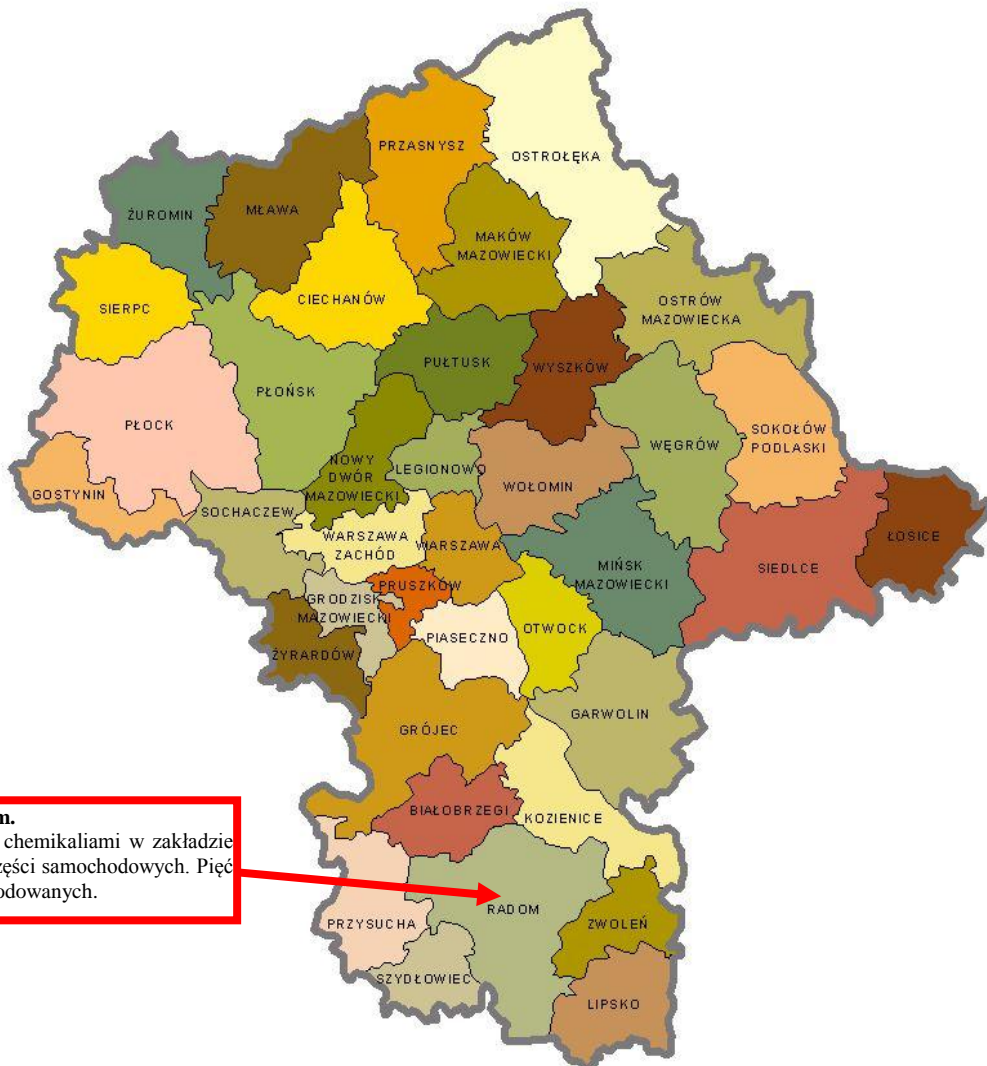 PRZASNYSZ
OSTROŁĘKA
ŻUROMIN
MŁAWA
MAKÓW
MAZOWIECKI
SIERPC
CIECHANÓW
OSTRÓW
MAZOWIECKA
PŁOŃSK
PUŁTUSK
WYSZKÓW
PŁOCK
WĘGRÓW
SOKOŁÓW
PODLASKI
NOWY
DWÓR
MAZOWIECKI
LEGIONOWO
WOŁOMIN
GOSTYNIN
SOCHACZEW
WARSZAWA
ZACHÓD
WARSZAWA
MIŃSK
MAZOWIECKI
SIEDLCE
ŁOSICE
PRUSZKÓW
GRODZISK
MAZOWIECKI
PIASECZNO
OTWOCK
ŻYRARDÓW
GARWOLIN
GRÓJEC
BIAŁOBRZEGI
KOZIENICE
m.
chemikaliami w zakładzie
zęści samochodowych. Pięć
odowanych.
RADOM
PRZYSUCHA
ZWOLEŃ
SZYDŁOWIEC
LIPSKO